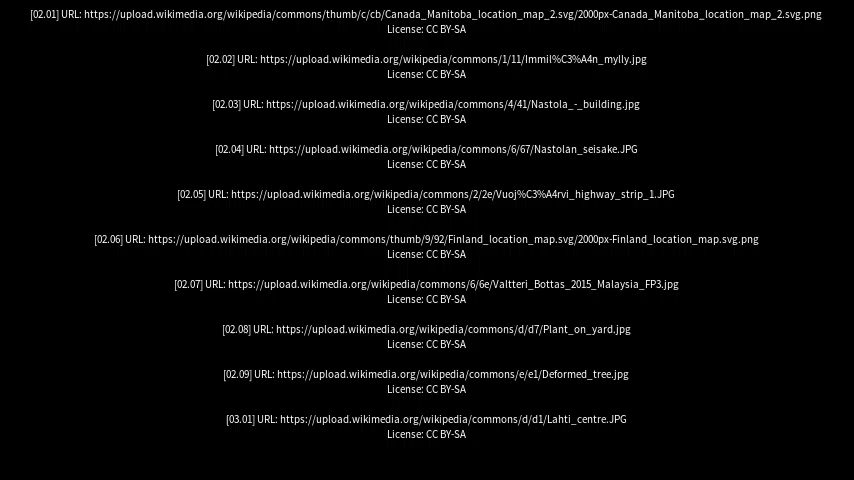 [02.01] URL: https://upload.wikimedia.org/wikipedia/commons/thumb/c/cb/Canada_Manitoba_location_map_2.svg/2000px-Canada_Manitoba_location_map_2.svg.png
License: CC BY-SA
[02.02] URL: https://upload.wikimedia.org/wikipedia/commons/1/11/Immil%C3%A4n_mylly.jpg
License: CC BY-SA
[02.03] URL: https://upload.wikimedia.org/wikipedia/commons/4/41/Nastola_-_building.jpg
License: CC BY-SA
[02.04] URL: https://upload.wikimedia.org/wikipedia/commons/6/67/Nastolan_seisake.JPG
License: CC BY-SA
[02.05] URL: https://upload.wikimedia.org/wikipedia/commons/2/2e/Vuoj%C3%A4rvi_highway_strip_1.JPG
License: CC BY-SA
[02.06] URL: https://upload.wikimedia.org/wikipedia/commons/thumb/9/92/Finland_location_map.svg/2000px-Finland_location_map.svg.png
License: CC BY-SA
[02.07] URL: https://upload.wikimedia.org/wikipedia/commons/6/6e/Valtteri_Bottas_2015_Malaysia_FP3.jpg
License: CC BY-SA
[02.08] URL: https://upload.wikimedia.org/wikipedia/commons/d/d7/Plant_on_yard.jpg
License: CC BY-SA
[02.09] URL: https://upload.wikimedia.org/wikipedia/commons/e/e1/Deformed_tree.jpg
License: CC BY-SA
[03.01] URL: https://upload.wikimedia.org/wikipedia/commons/d/d1/Lahti_centre.JPG
License: CC BY-SA